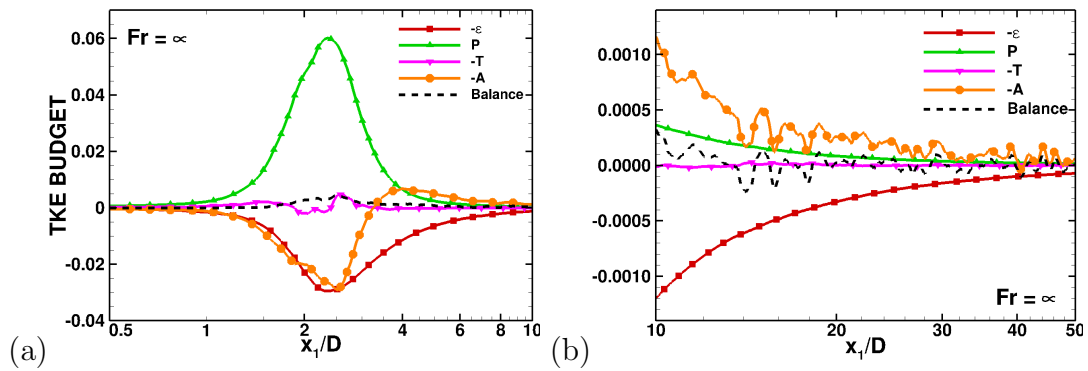 Fr = ∞
-ε
P
-T
-A
Balance
TKE BUDGET
0.06
0.04
0.02
0
-0.02
-0.04
0.5 1 2 4 6 8 10
x₁/D
(a)
-ε
P
-T
-A
Balance
0.0010
0.0005
0.0000
-0.0005
-0.0010
Fr = ∞
10 20 30 40 50
x₁/D
(b)